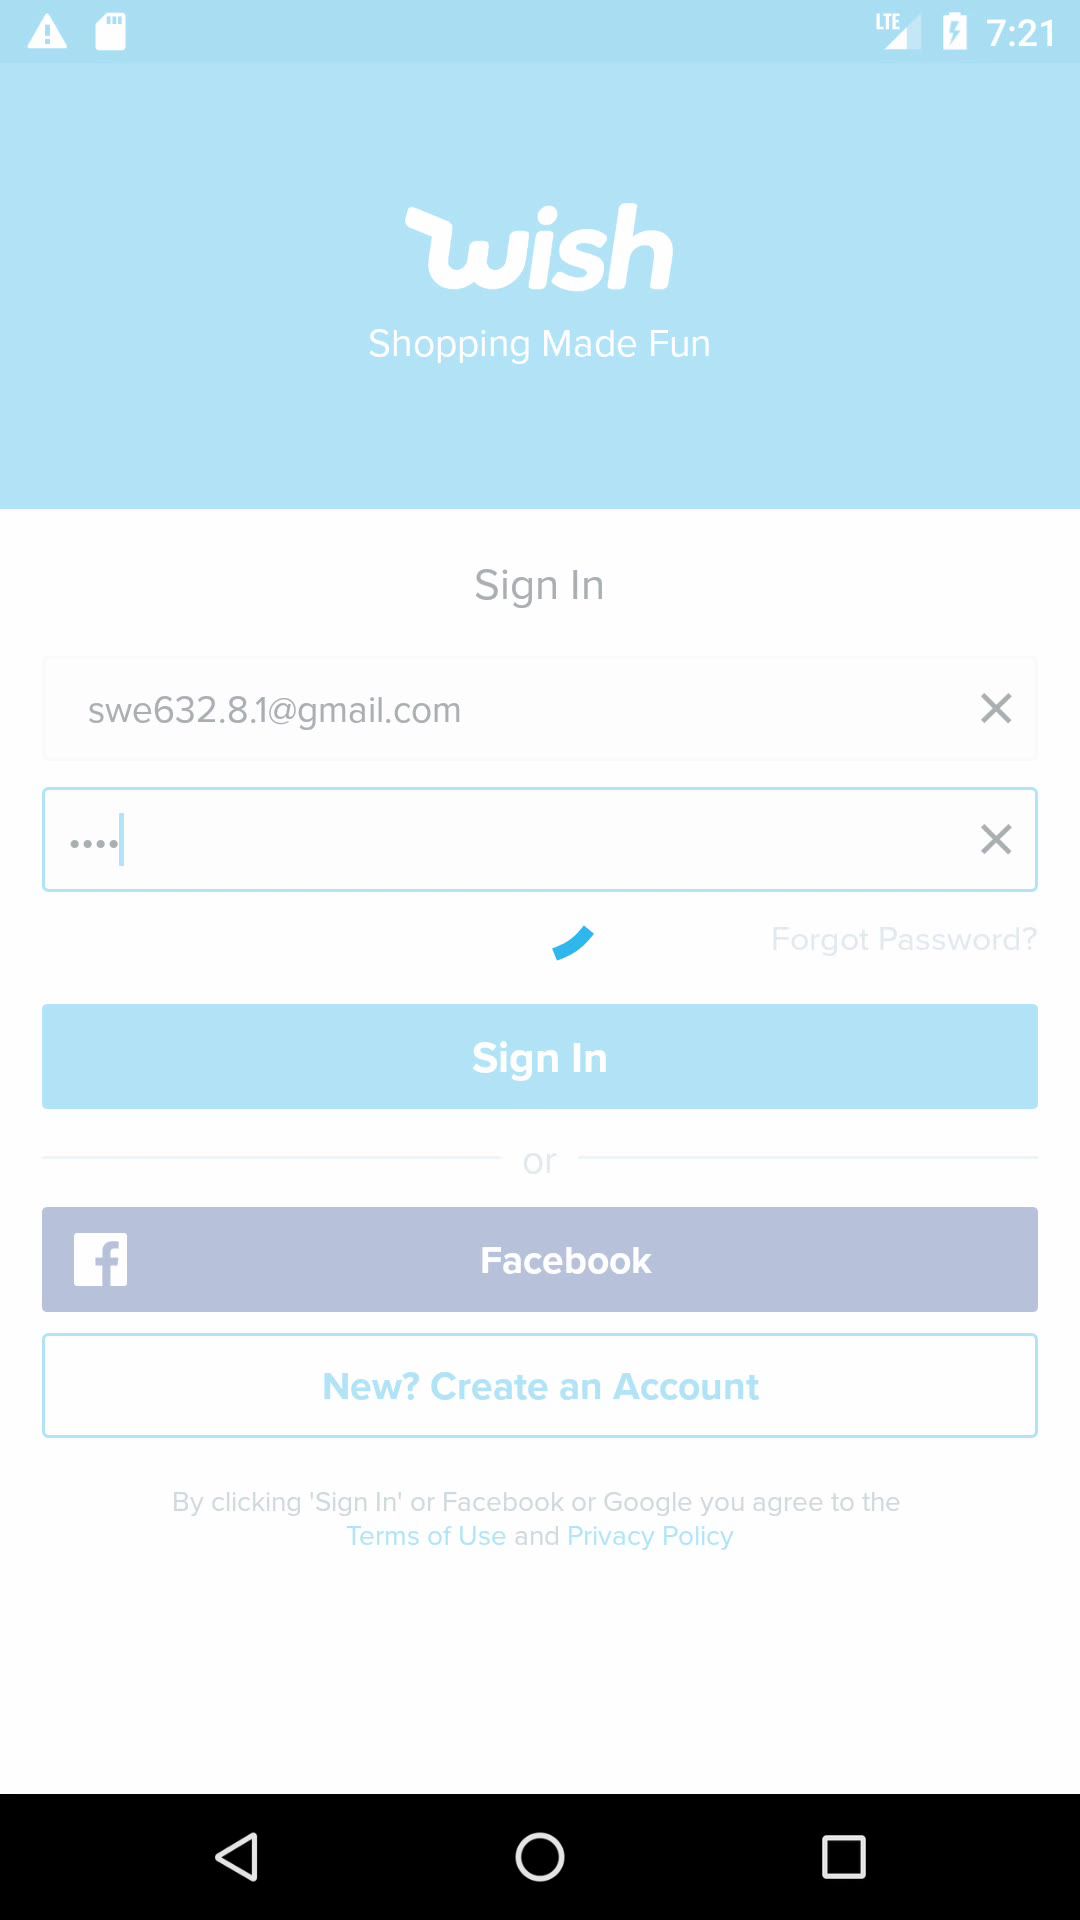 LTE 7:21
wish
Shopping Made Fun
Sign In
swe632.8.1@gmail.com
••••
Forgot Password?
Sign In
or
Facebook
New? Create an Account
By clicking 'Sign In' or Facebook or Google you agree to the
Terms of Use and Privacy Policy